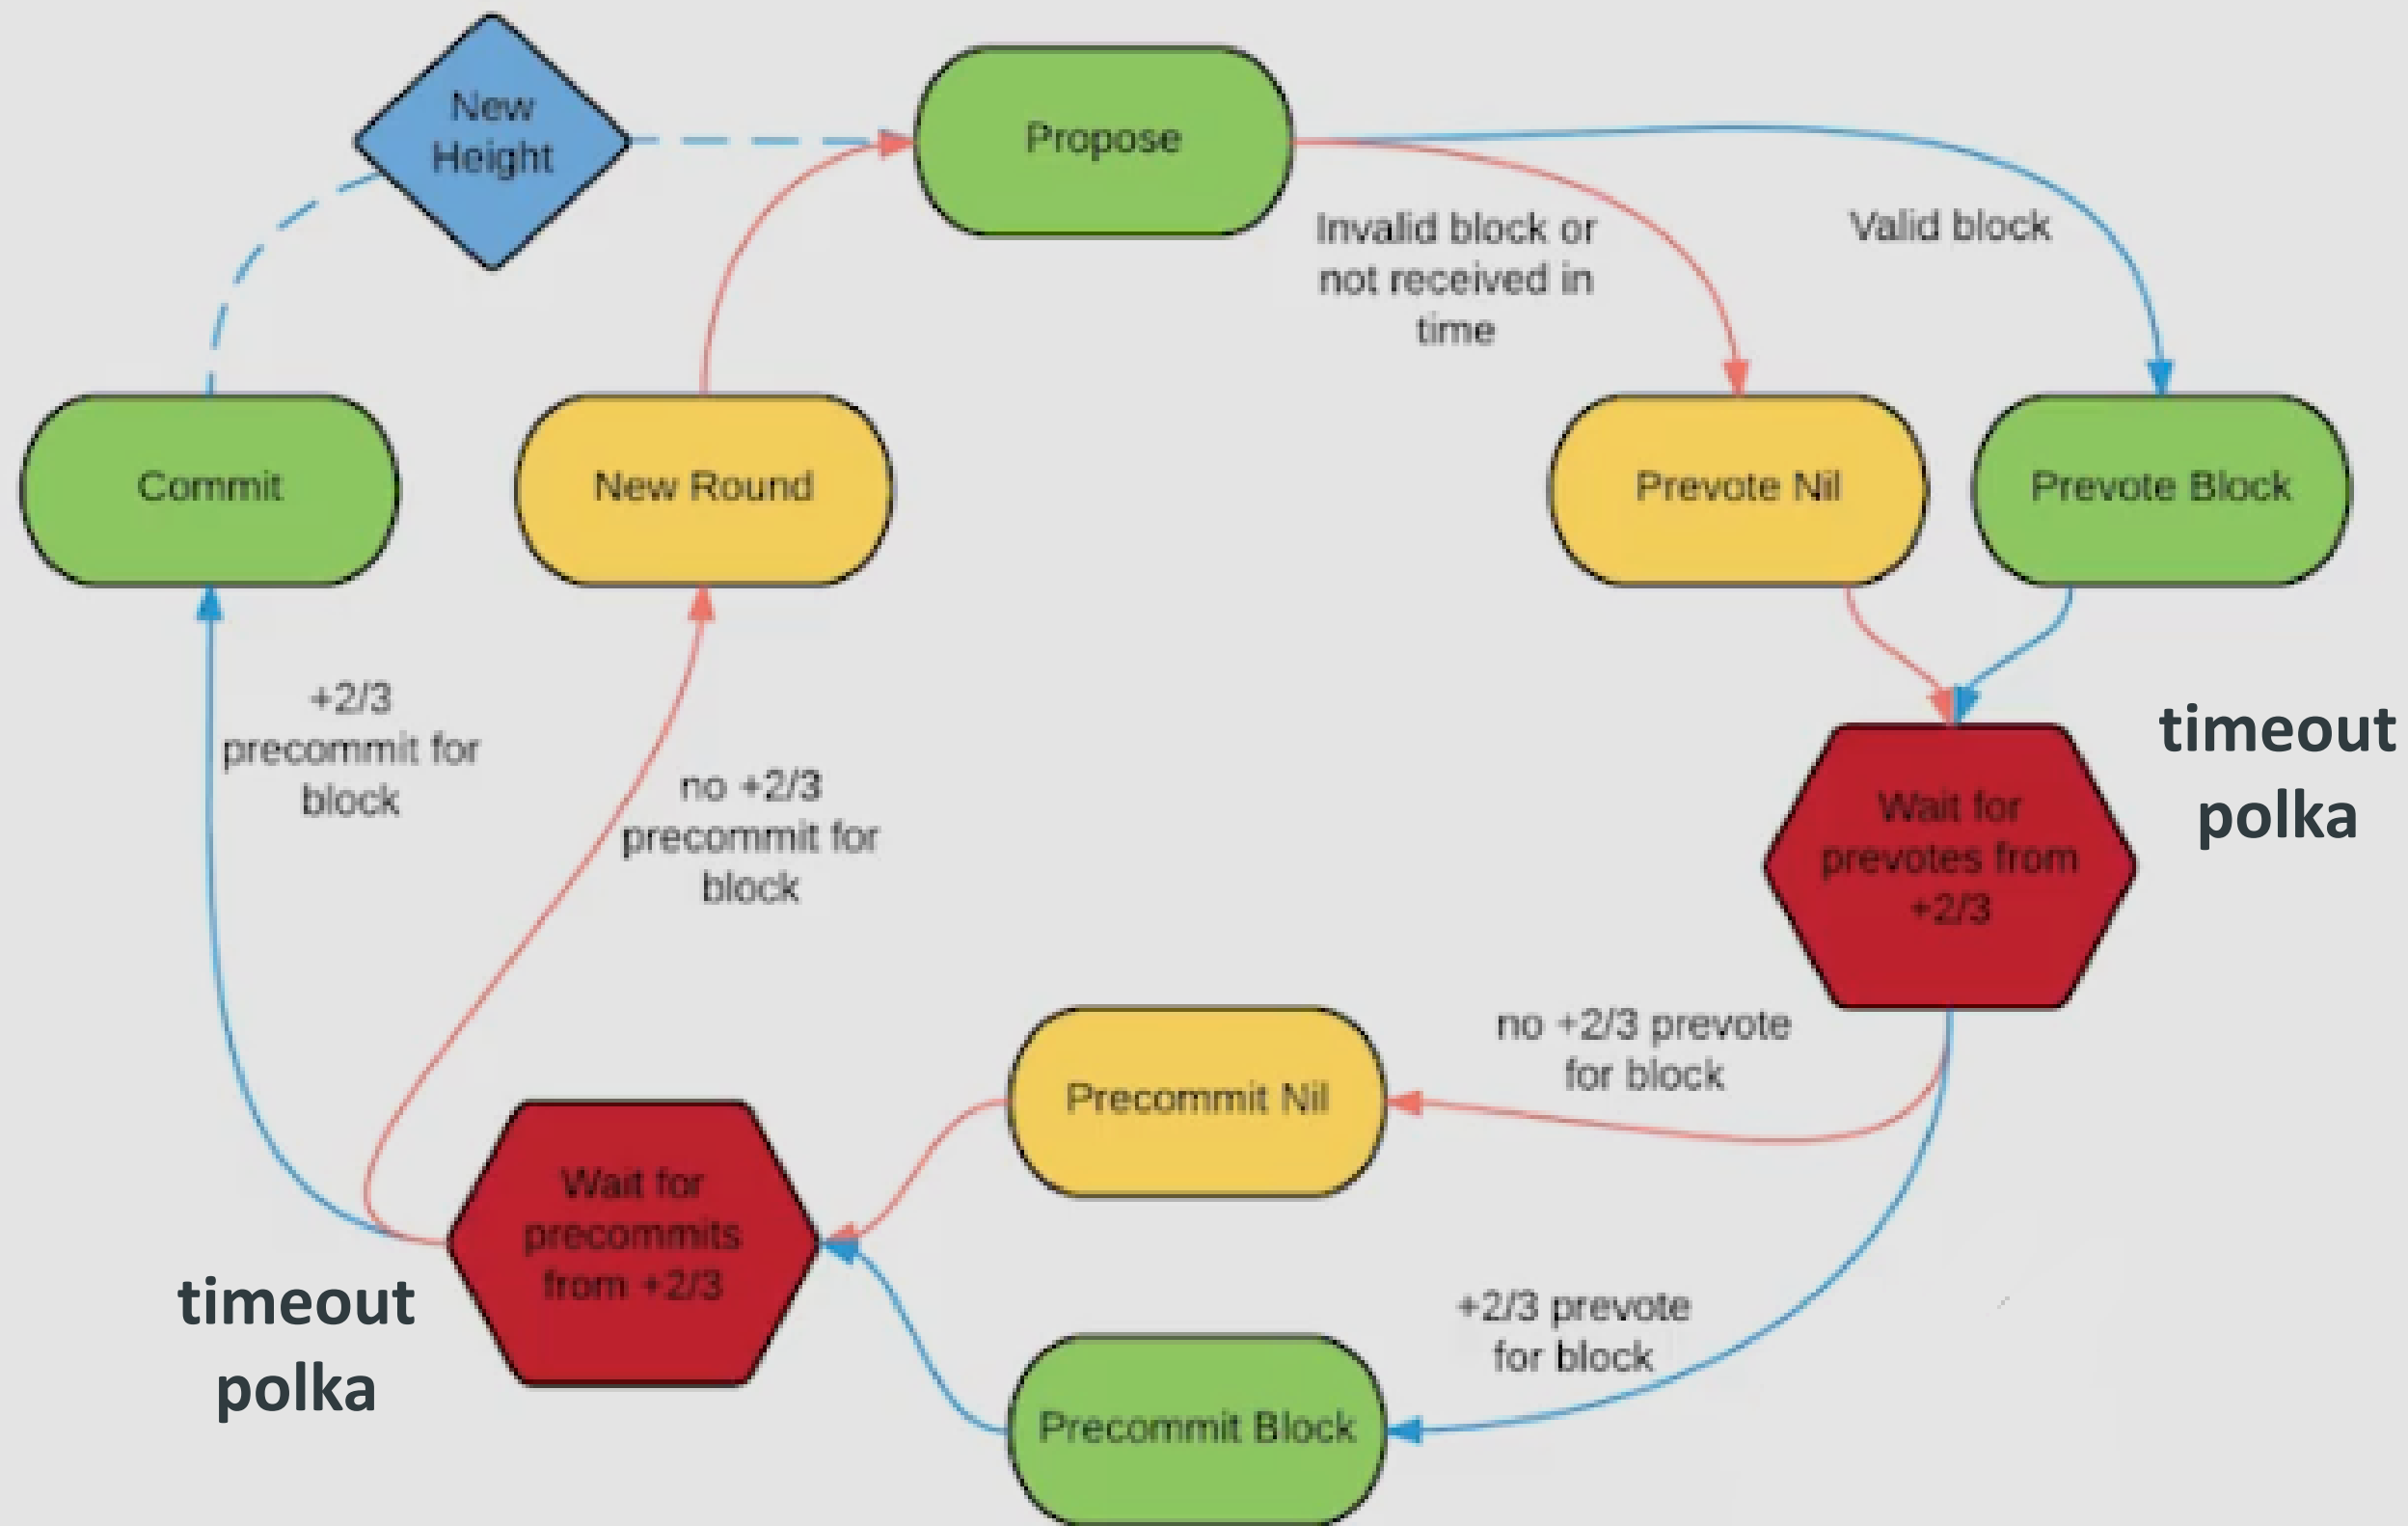 New
Height
Propose
Invalid block or
not received in
time
Valid block
Commit
New Round
Prevote Nil
Prevote Block
+2/3
precommit for
block
no +2/3
precommit for
block
timeout
polka
Wait for
prevotes from
+2/3
no +2/3 prevote
for block
Precommit Nil
Wait for
precommits
from +2/3
timeout
polka
+2/3 prevote
for block
Precommit Block